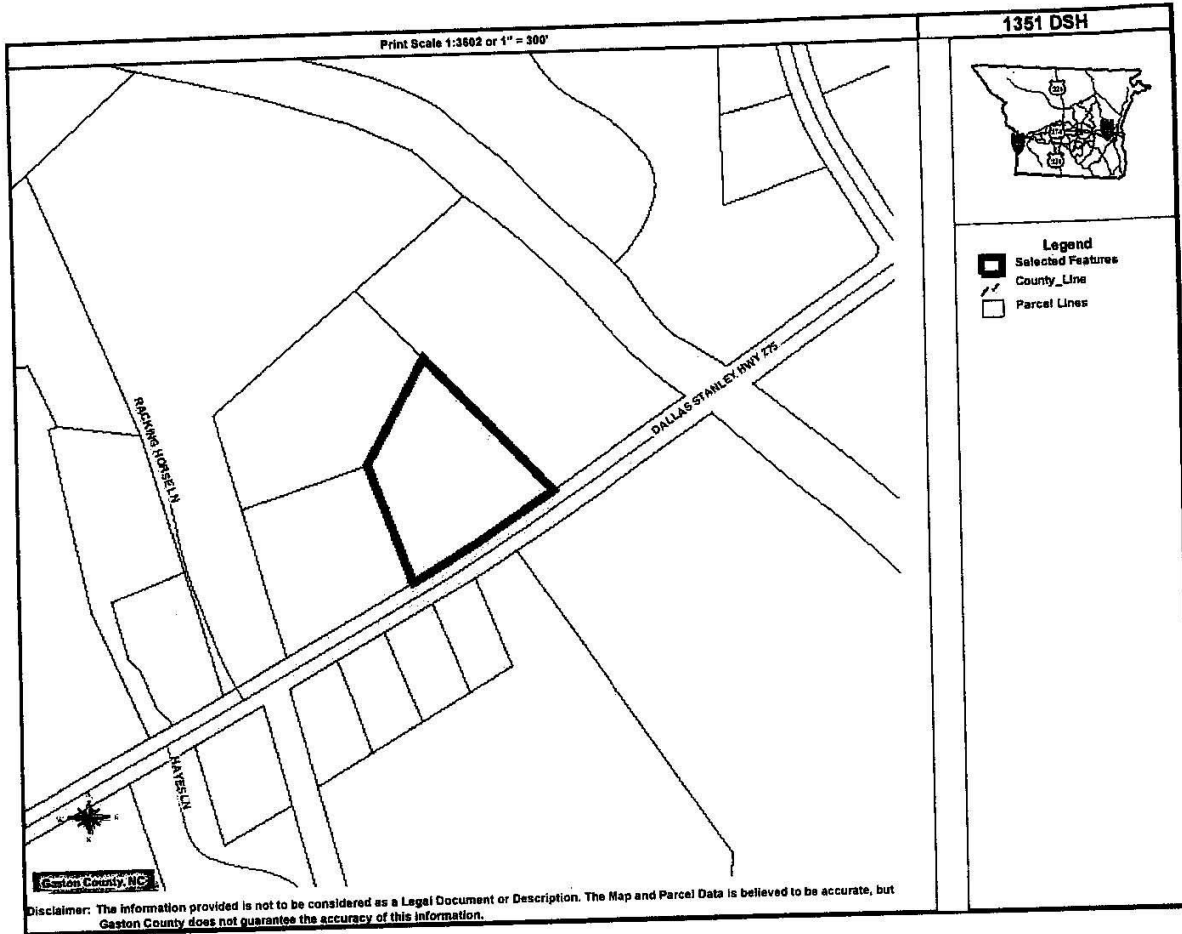 Print Scale 1:3602 or 1" = 300'
1351 DSH
321
321
Legend
Selected Features
County_Line
Parcel Lines
DALLAS STANLEY HWY 275
RACKING HORSE LN
HAYES LN
Gaston County, NC
Disclaimer: The information provided is not to be considered as a Legal Document or Description. The Map and Parcel Data is believed to be accurate, but
Gaston County does not guarantee the accuracy of this information.